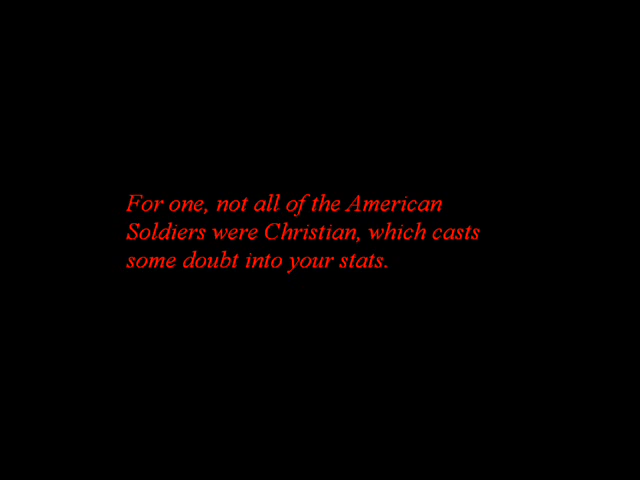 For one, not all of the American
Soldiers were Christian, which casts
some doubt into your stats.